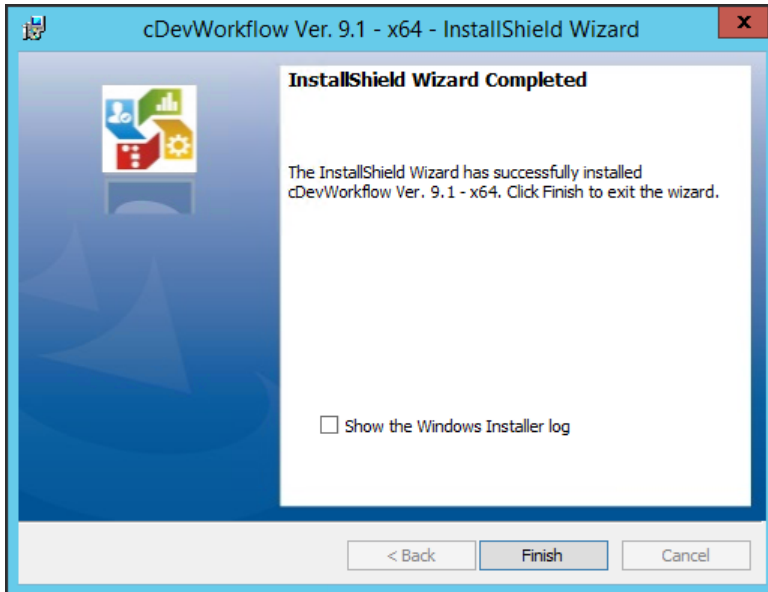 cDevWorkflow Ver. 9.1 - x64 - InstallShield Wizard
x
InstallShield Wizard Completed
The InstallShield Wizard has successfully installed
cDevWorkflow Ver. 9.1 - x64. Click Finish to exit the wizard.
Show the Windows Installer log
< Back
Finish
Cancel